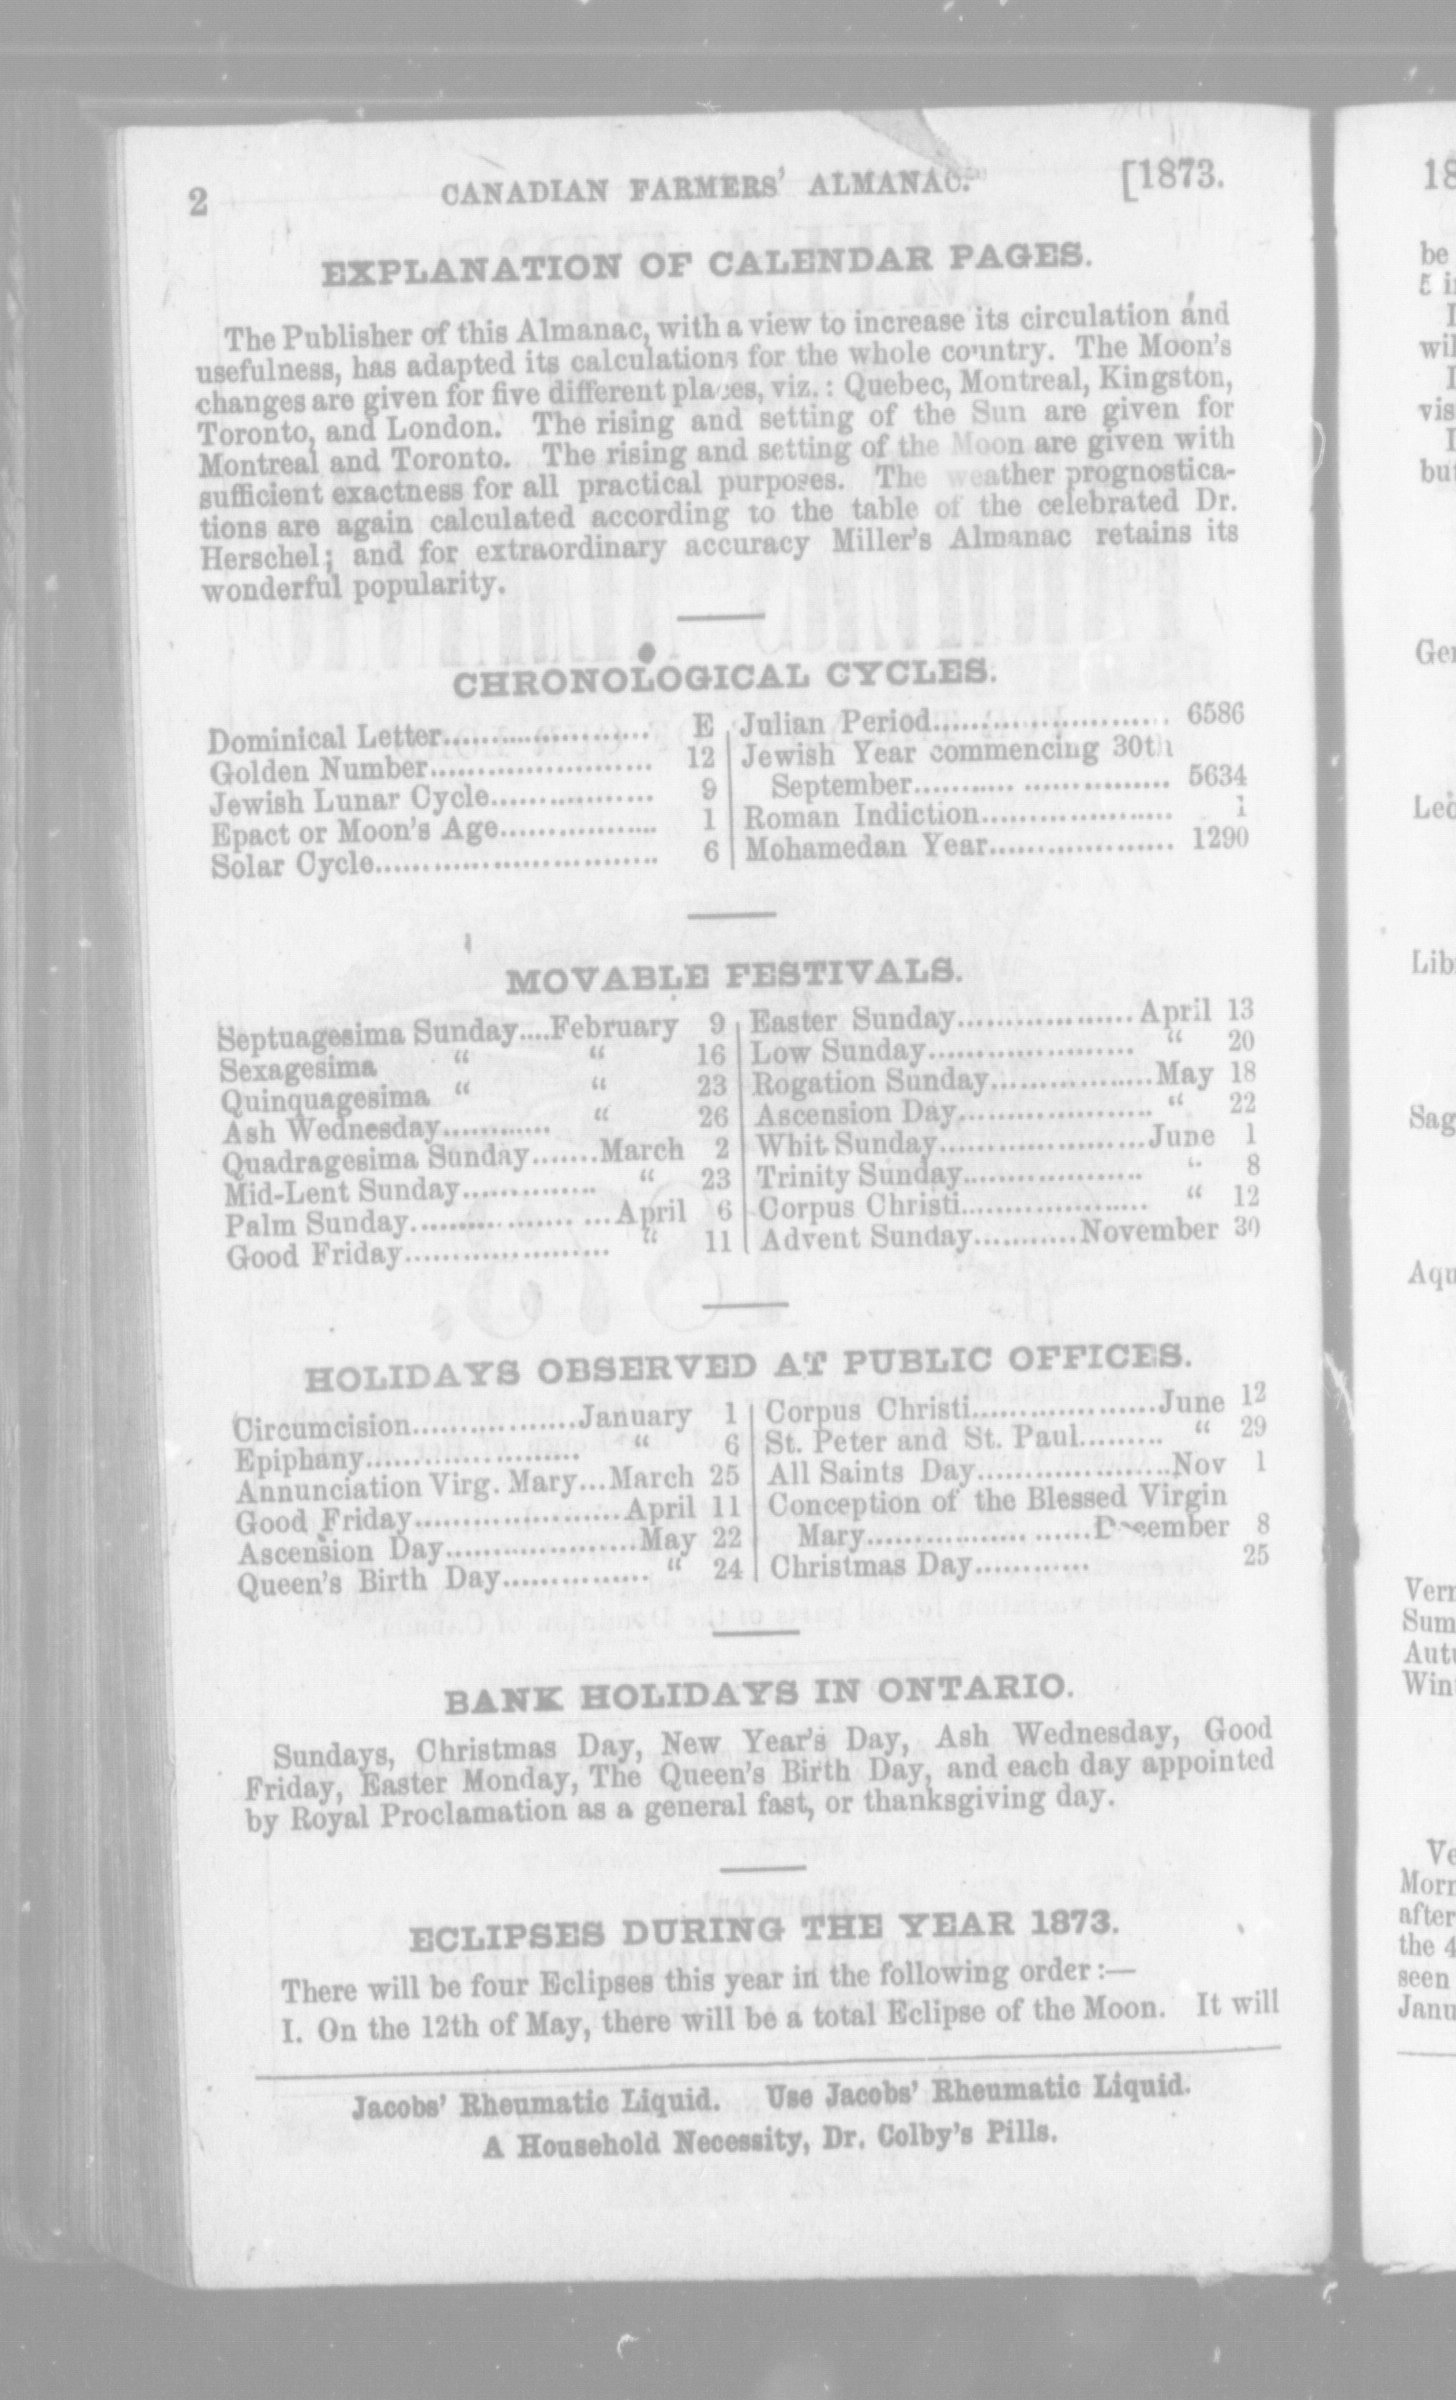 2 CANADIAN FARMERS' ALMANAC. [1873.
EXPLANATION OF CALENDAR PAGES.
The Publisher of this Almanac, with a view to increase its circulation and
usefulness, has adapted its calculations for the whole country. The Moon's
changes are given for five different places, viz.: Quebec, Montreal, Kingston,
Toronto, and London. The rising and setting of the Sun are given for
Montreal and Toronto. The rising and setting of the Moon are given with
sufficient exactness for all practical purposes. The weather prognostica-
tions are again calculated according to the table of the celebrated Dr.
Herschel; and for extraordinary accuracy Miller's Almanac retains its
wonderful popularity.
CHRONOLOGICAL CYCLES.
Dominical Letter...................... E
Golden Number....................... 12
Jewish Lunar Cycle................. 9
Epact or Moon's Age................. 1
Solar Cycle.............................. 6
Julian Period......................... 6586
Jewish Year commencing 30th
September........... ............... 5634
Roman Indiction.................... 1
Mohamedan Year................... 1290
MOVABLE FESTIVALS.
Septuagesima Sunday....February 9
Sexagesima “ “ 16
Quinquagesima “ “ 23
Ash Wednesday............ “ 26
Quadragesima Sunday.......March 2
Mid-Lent Sunday.............. “ 23
Palm Sunday.......... ....... ...April 6
Good Friday...................... “ 11
Easter Sunday..................April 13
Low Sunday...................... “ 20
Rogation Sunday.................May 18
Ascension Day.................... “ 22
Whit Sunday......................June 1
Trinity Sunday................... “ 8
Corpus Christi.................... “ 12
Advent Sunday...........November 30
HOLIDAYS OBSERVED AT PUBLIC OFFICES.
Circumcision.................January 1
Epiphany...................... “ 6
Annunciation Virg. Mary...March 25
Good Friday......................April 11
Ascension Day....................May 22
Queen's Birth Day............... “ 24
Corpus Christi...................June 12
St. Peter and St. Paul......... “ 29
All Saints Day....................Nov 1
Conception of the Blessed Virgin
Mary................. ......December 8
Christmas Day............ 25
BANK HOLIDAYS IN ONTARIO.
Sundays, Christmas Day, New Year's Day, Ash Wednesday, Good
Friday, Easter Monday, The Queen's Birth Day, and each day appointed
by Royal Proclamation as a general fast, or thanksgiving day.
ECLIPSES DURING THE YEAR 1873.
There will be four Eclipses this year in the following order:—
I. On the 12th of May, there will be a total Eclipse of the Moon. It will
Jacobs' Rheumatic Liquid. Use Jacobs' Rheumatic Liquid.
A Household Necessity, Dr. Colby's Pills.